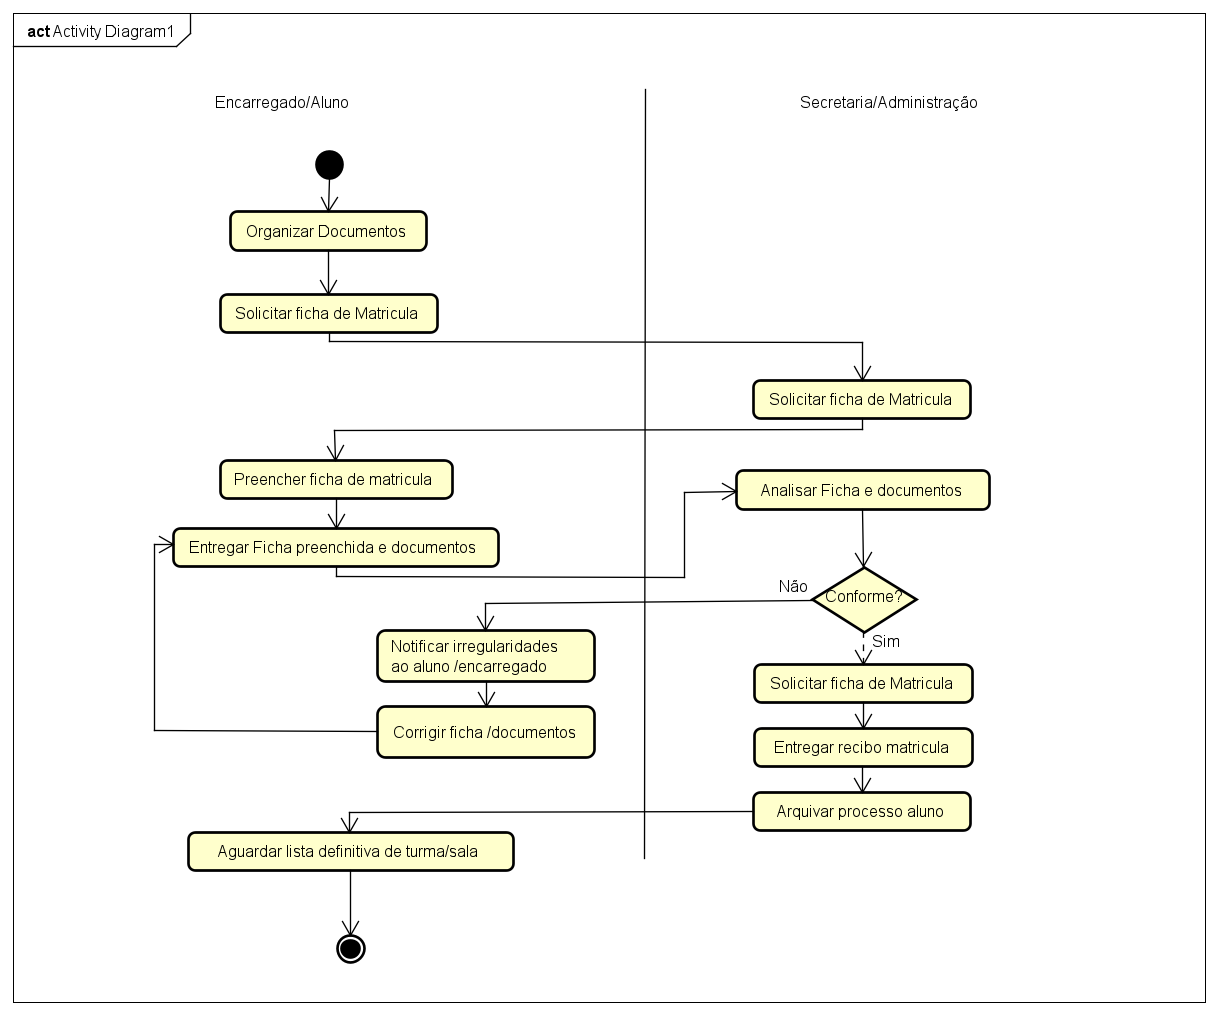 act Activity Diagram1
Encarregado/Aluno
Secretaria/Administração
Organizar Documentos
Solicitar ficha de Matricula
Solicitar ficha de Matricula
Preencher ficha de matricula
Analisar Ficha e documentos
Entregar Ficha preenchida e documentos
Não
Conforme?
Sim
Notificar irregularidades
ao aluno /encarregado
Solicitar ficha de Matricula
Corrigir ficha /documentos
Entregar recibo matricula
Arquivar processo aluno
Aguardar lista definitiva de turma/sala